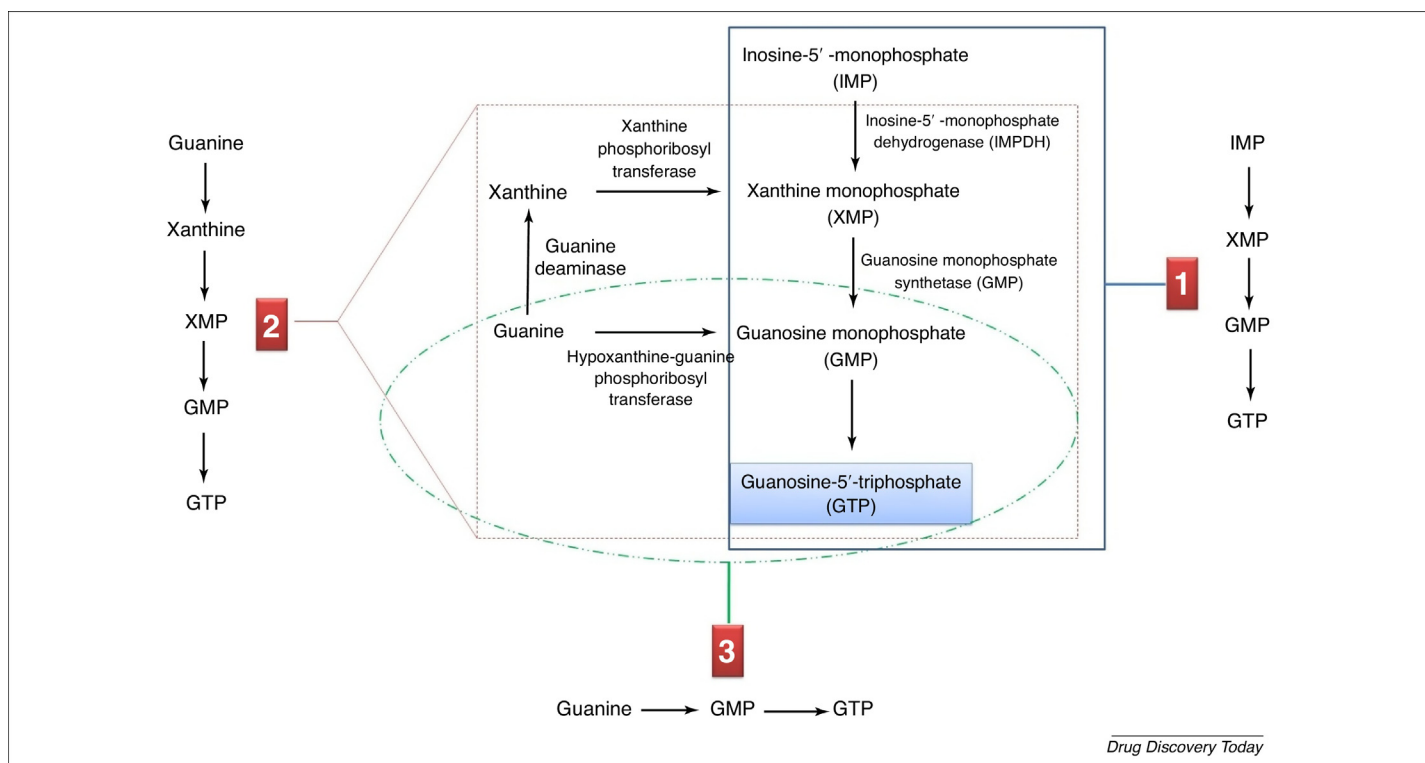 Inosine-5′ -monophosphate
(IMP)
Inosine-5′ -monophosphate
dehydrogenase (IMPDH)
Xanthine
phosphoribosyl
transferase
Xanthine
Xanthine monophosphate
(XMP)
Guanine
deaminase
Guanosine monophosphate
synthetase (GMP)
Guanine
Guanosine monophosphate
(GMP)
Hypoxanthine-guanine
phosphoribosyl
transferase
Guanosine-5′-triphosphate
(GTP)
Guanine
Xanthine
XMP
GMP
GTP
2
1
IMP
XMP
GMP
GTP
3
Guanine GMP GTP
Drug Discovery Today